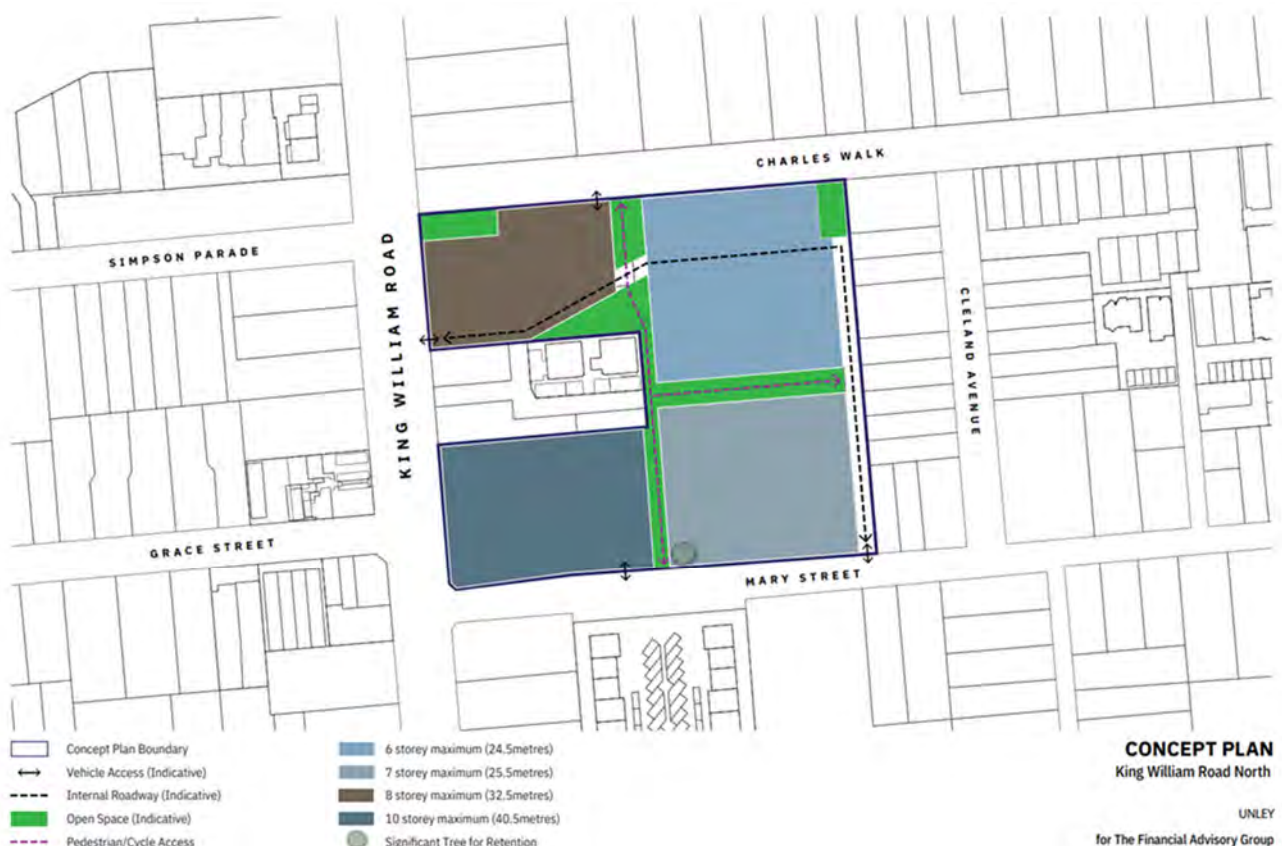 CHARLES WALK
SIMPSON PARADE
KING WILLIAM ROAD
CLELAND AVENUE
GRACE STREET
MARY STREET
Concept Plan Boundary
Vehicle Access (Indicative)
Internal Roadway (Indicative)
Open Space (Indicative)
Pedestrian/Cycle Access
6 storey maximum (24.5metres)
7 storey maximum (25.5metres)
8 storey maximum (32.5metres)
10 storey maximum (40.5metres)
Significant Tree for Retention
CONCEPT PLAN
King William Road North
UNLEY
for The Financial Advisory Group